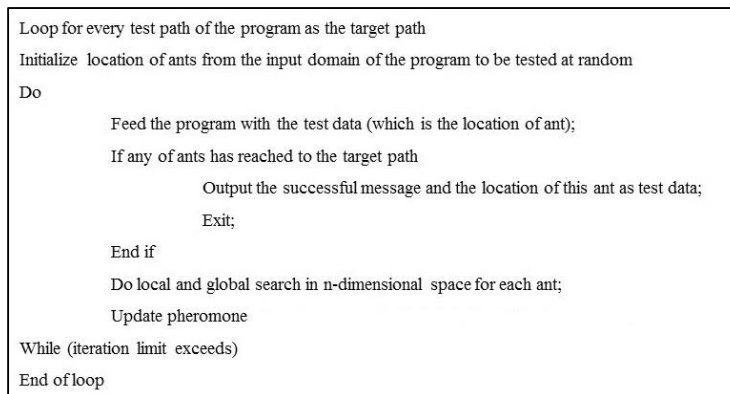 Loop for every test path of the program as the target path
Initialize location of ants from the input domain of the program to be tested at random
Do
Feed the program with the test data (which is the location of ant);
If any of ants has reached to the target path
Output the successful message and the location of this ant as test data;
Exit;
End if
Do local and global search in n-dimensional space for each ant;
Update pheromone
While (iteration limit exceeds)
End of loop